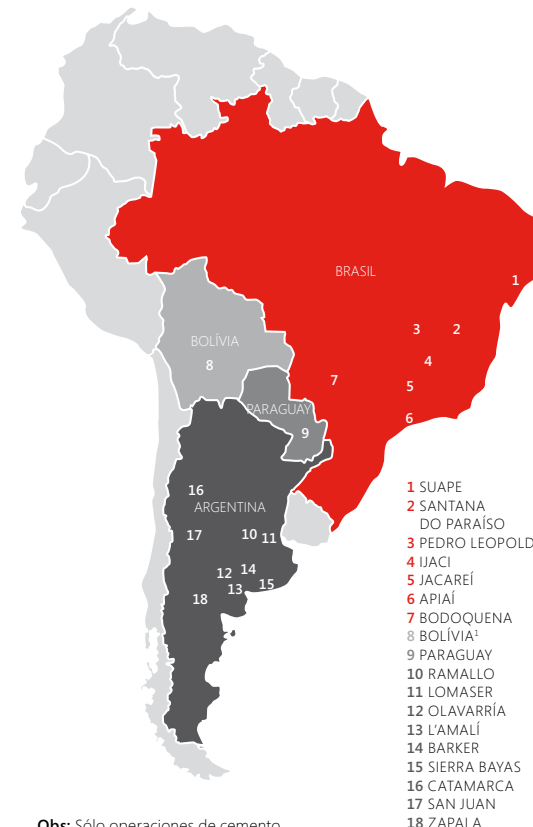 BRASIL
1
3 2
BOLÍVIA
8
4
7
5
PARAGUAY
6
9
16
ARGENTINA
17 10 11
12 14
13 15
18
1 SUAPE
2 SANTANA
DO PARAÍSO
3 PEDRO LEOPOLD
4 IJACI
5 JACAREÍ
6 APIAÍ
7 BODOQUENA
8 BOLÍVIA¹
9 PARAGUAY
10 RAMALLO
11 LOMASER
12 OLAVARRÍA
13 L'AMALÍ
14 BARKER
15 SIERRA BAYAS
16 CATAMARCA
17 SAN JUAN
18 ZAPALA
Obs: Sólo operaciones de cemento